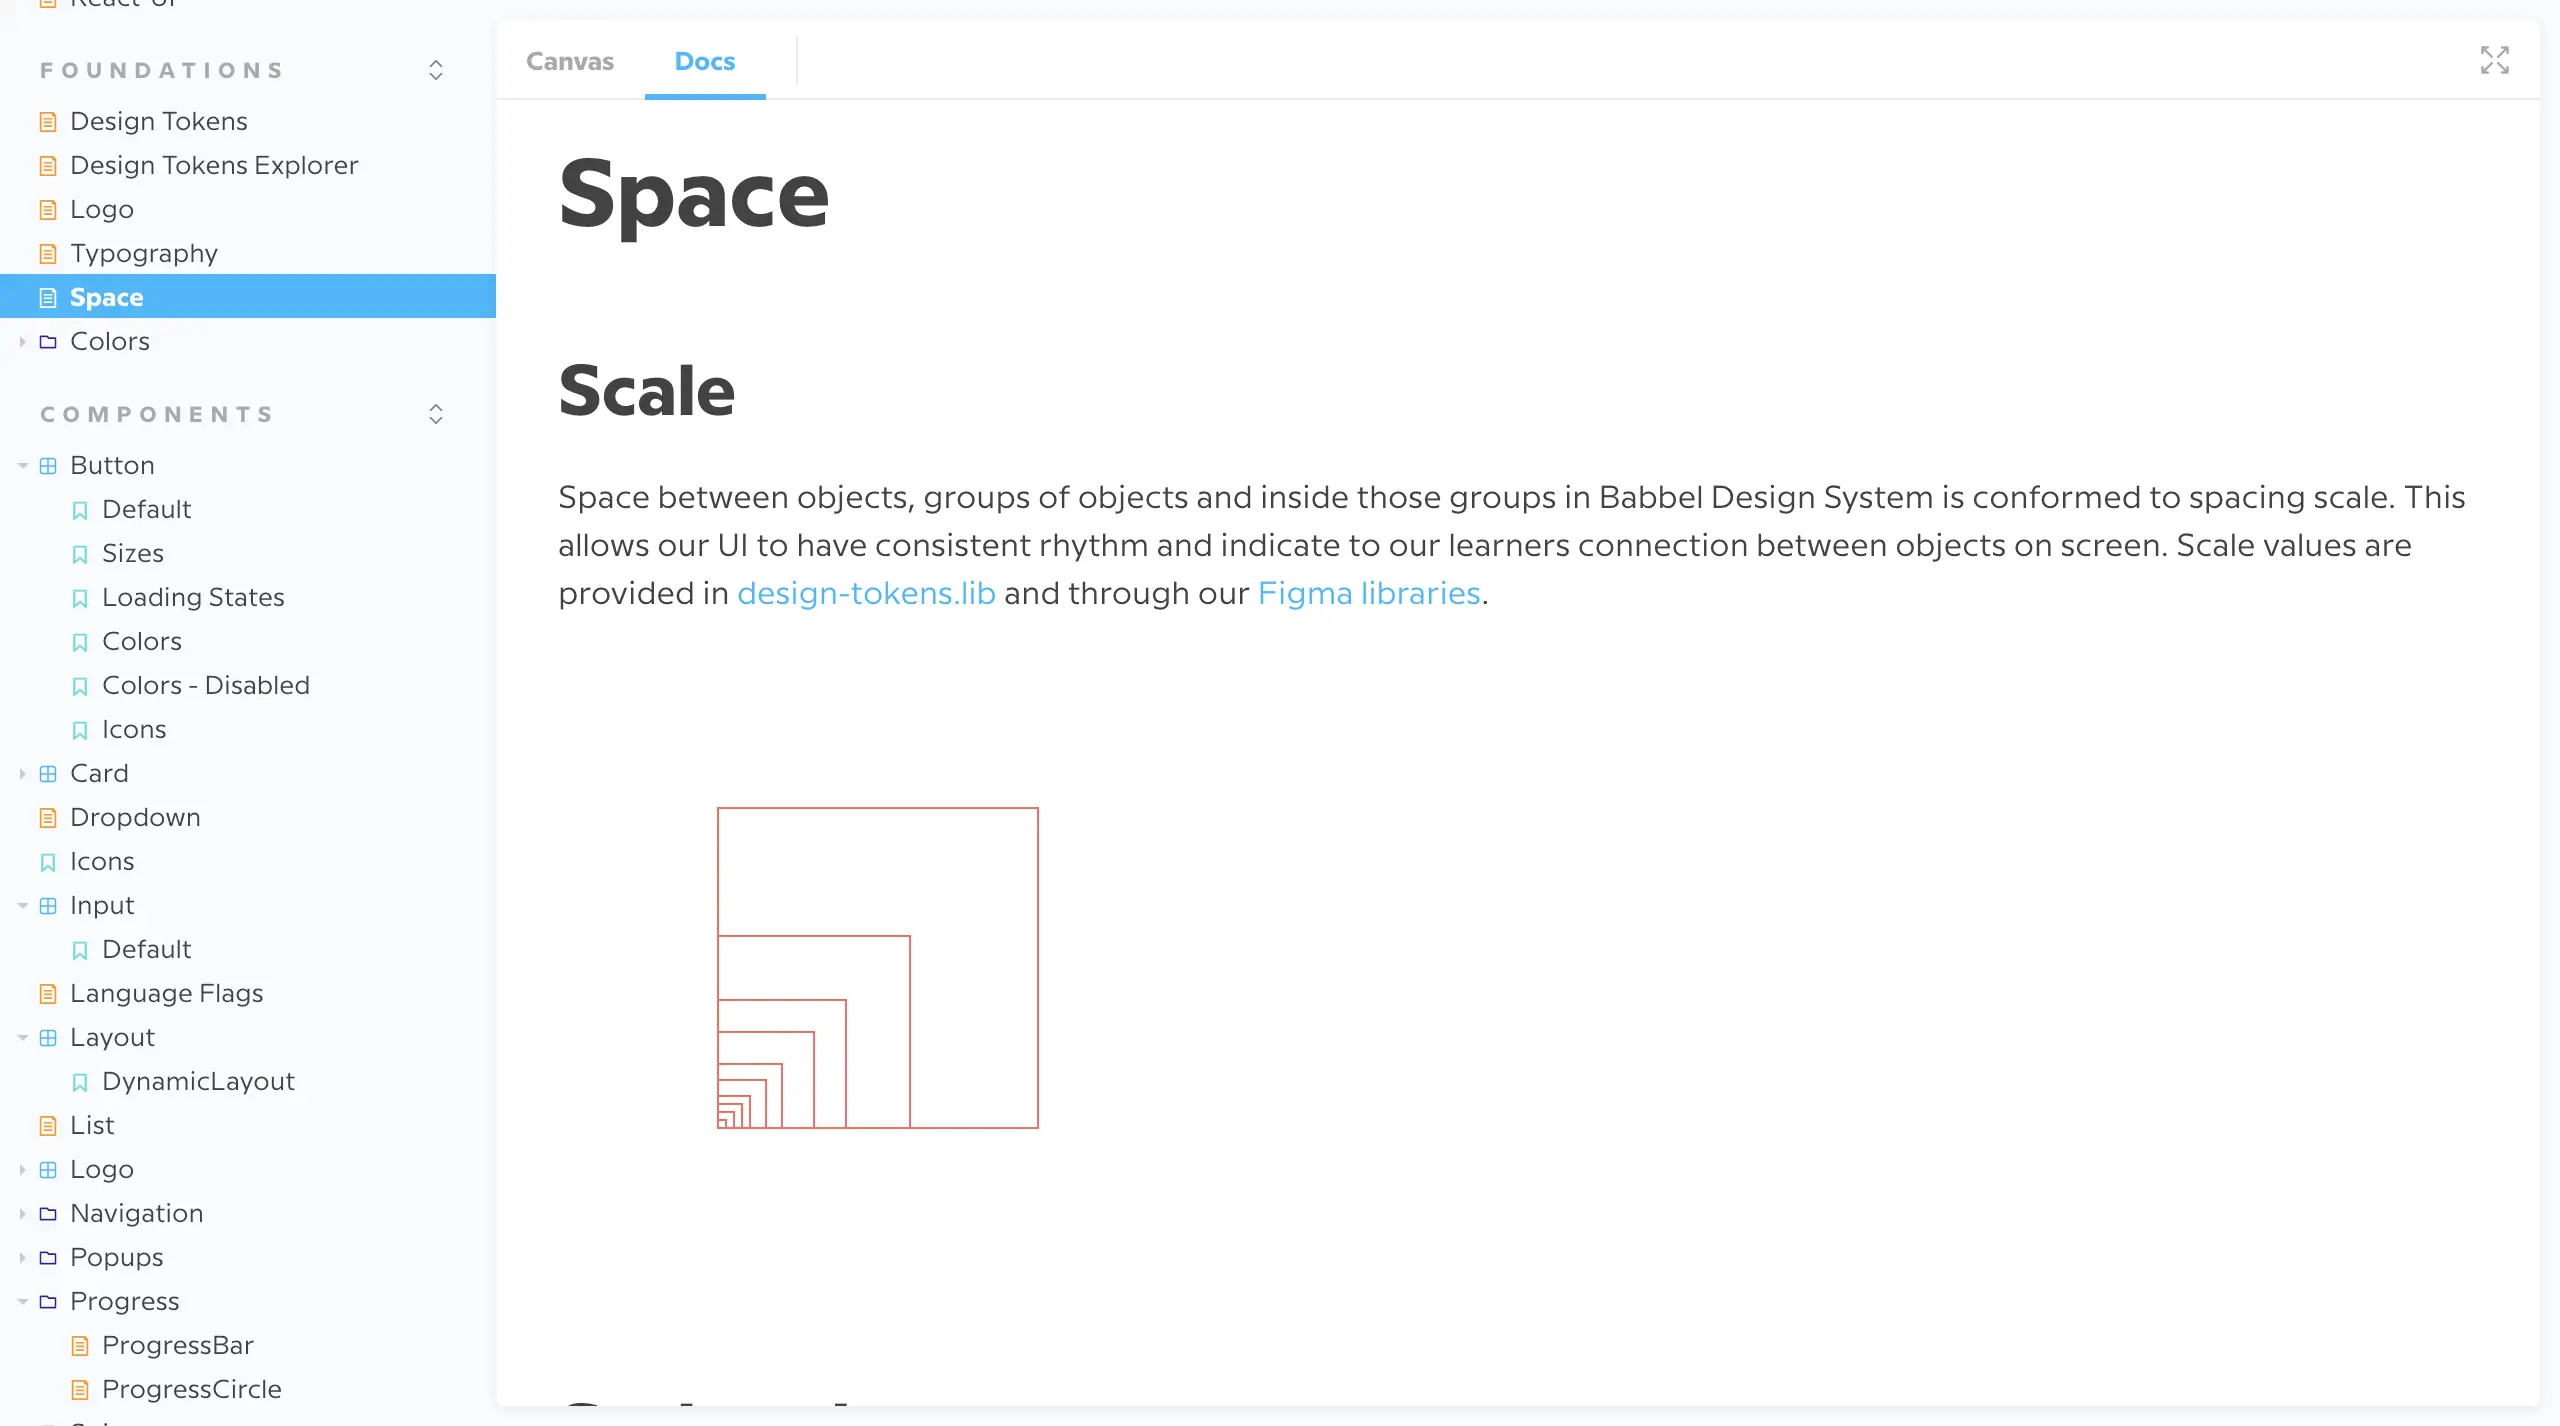 FOUNDATIONS
Design Tokens
Design Tokens Explorer
Logo
Typography
Space
Colors
COMPONENTS
Button
Default
Sizes
Loading States
Colors
Colors - Disabled
Icons
Card
Dropdown
Icons
Input
Default
Language Flags
Layout
DynamicLayout
List
Logo
Navigation
Popups
Progress
ProgressBar
ProgressCircle
Canvas
Docs
Space
Scale
Space between objects, groups of objects and inside those groups in Babbel Design System is conformed to spacing scale. This
allows our UI to have consistent rhythm and indicate to our learners connection between objects on screen. Scale values are
provided in design-tokens.lib and through our Figma libraries.